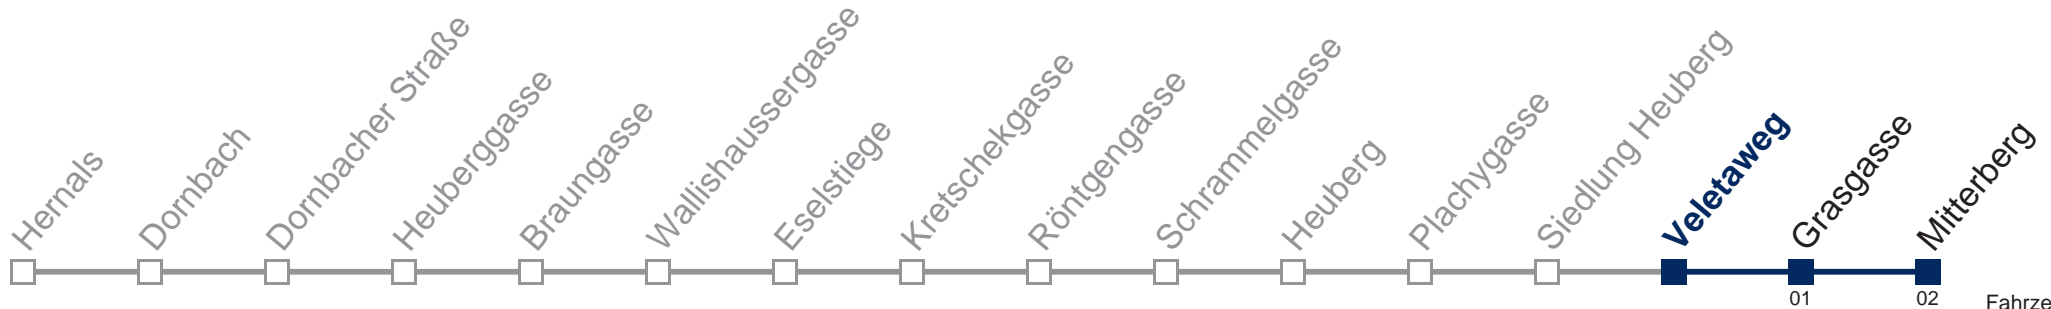 Hernals
Dornbach
Dornbacher Straße
Heuberggasse
Braungasse
Wallishaussergasse
Eselstiege
Kretschekgasse
Röntgengasse
Schrammelgasse
Heuberg
Plachygasse
Siedlung Heuberg
Veletaweg
Grasgasse
Mitterberg
01
02
Fahrze